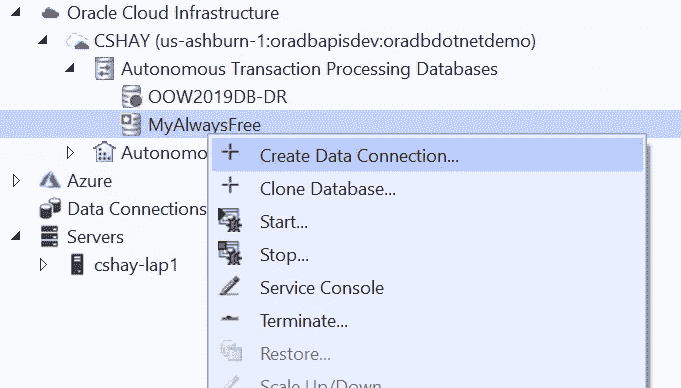 Oracle Cloud Infrastructure
CSHAY (us-ashburn-1:oradbapisdev:oradbdotnetdemo)
Autonomous Transaction Processing Databases
OOW2019DB-DR
MyAlwaysFree
Autonomo
Azure
Data Connections
Servers
cshay-lap1
Create Data Connection...
Clone Database...
Start...
Stop...
Service Console
Terminate...
Restore...
Scale Up/Down